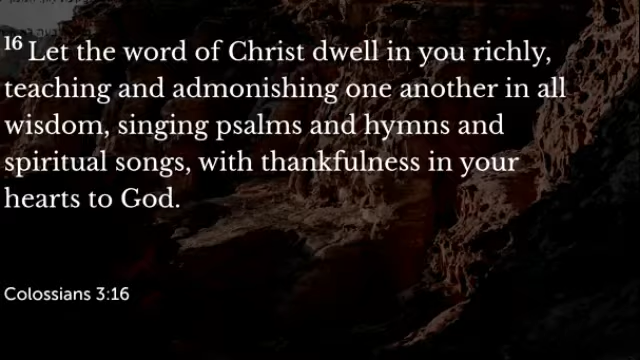 16 Let the word of Christ dwell in you richly,
teaching and admonishing one another in all
wisdom, singing psalms and hymns and
spiritual songs, with thankfulness in your
hearts to God.
Colossians 3:16